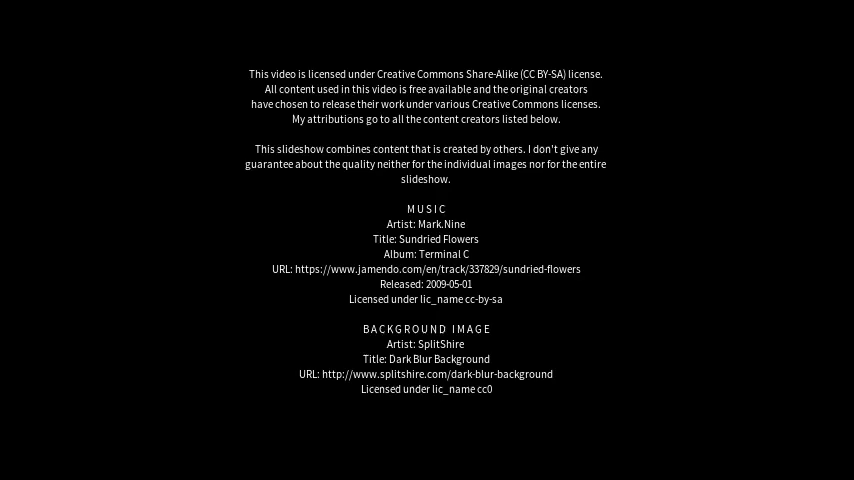 This video is licensed under Creative Commons Share-Alike (CC BY-SA) license.
All content used in this video is free available and the original creators
have chosen to release their work under various Creative Commons licenses.
My attributions go to all the content creators listed below.
This slideshow combines content that is created by others. I don't give any
guarantee about the quality neither for the individual images nor for the entire
slideshow.
MUSIC
Artist: Mark.Nine
Title: Sundried Flowers
Album: Terminal C
URL: https://www.jamendo.com/en/track/337829/sundried-flowers
Released: 2009-05-01
Licensed under lic_name cc-by-sa
BACKGROUND IMAGE
Artist: SplitShire
Title: Dark Blur Background
URL: http://www.splitshire.com/dark-blur-background
Licensed under lic_name cc0